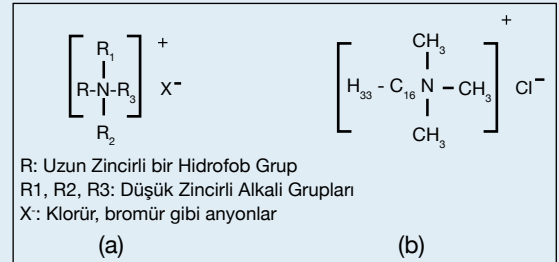 +
R₁
R-N-R₃ X⁻
R₂
+
CH₃
H₃₃ - C₁₆ N – CH₃ Cl⁻
CH₃
R: Uzun Zincirli bir Hidrofob Grup
R1, R2, R3: Düşük Zincirli Alkali Grupları
X⁻: Klorür, bromür gibi anyonlar
(a) (b)